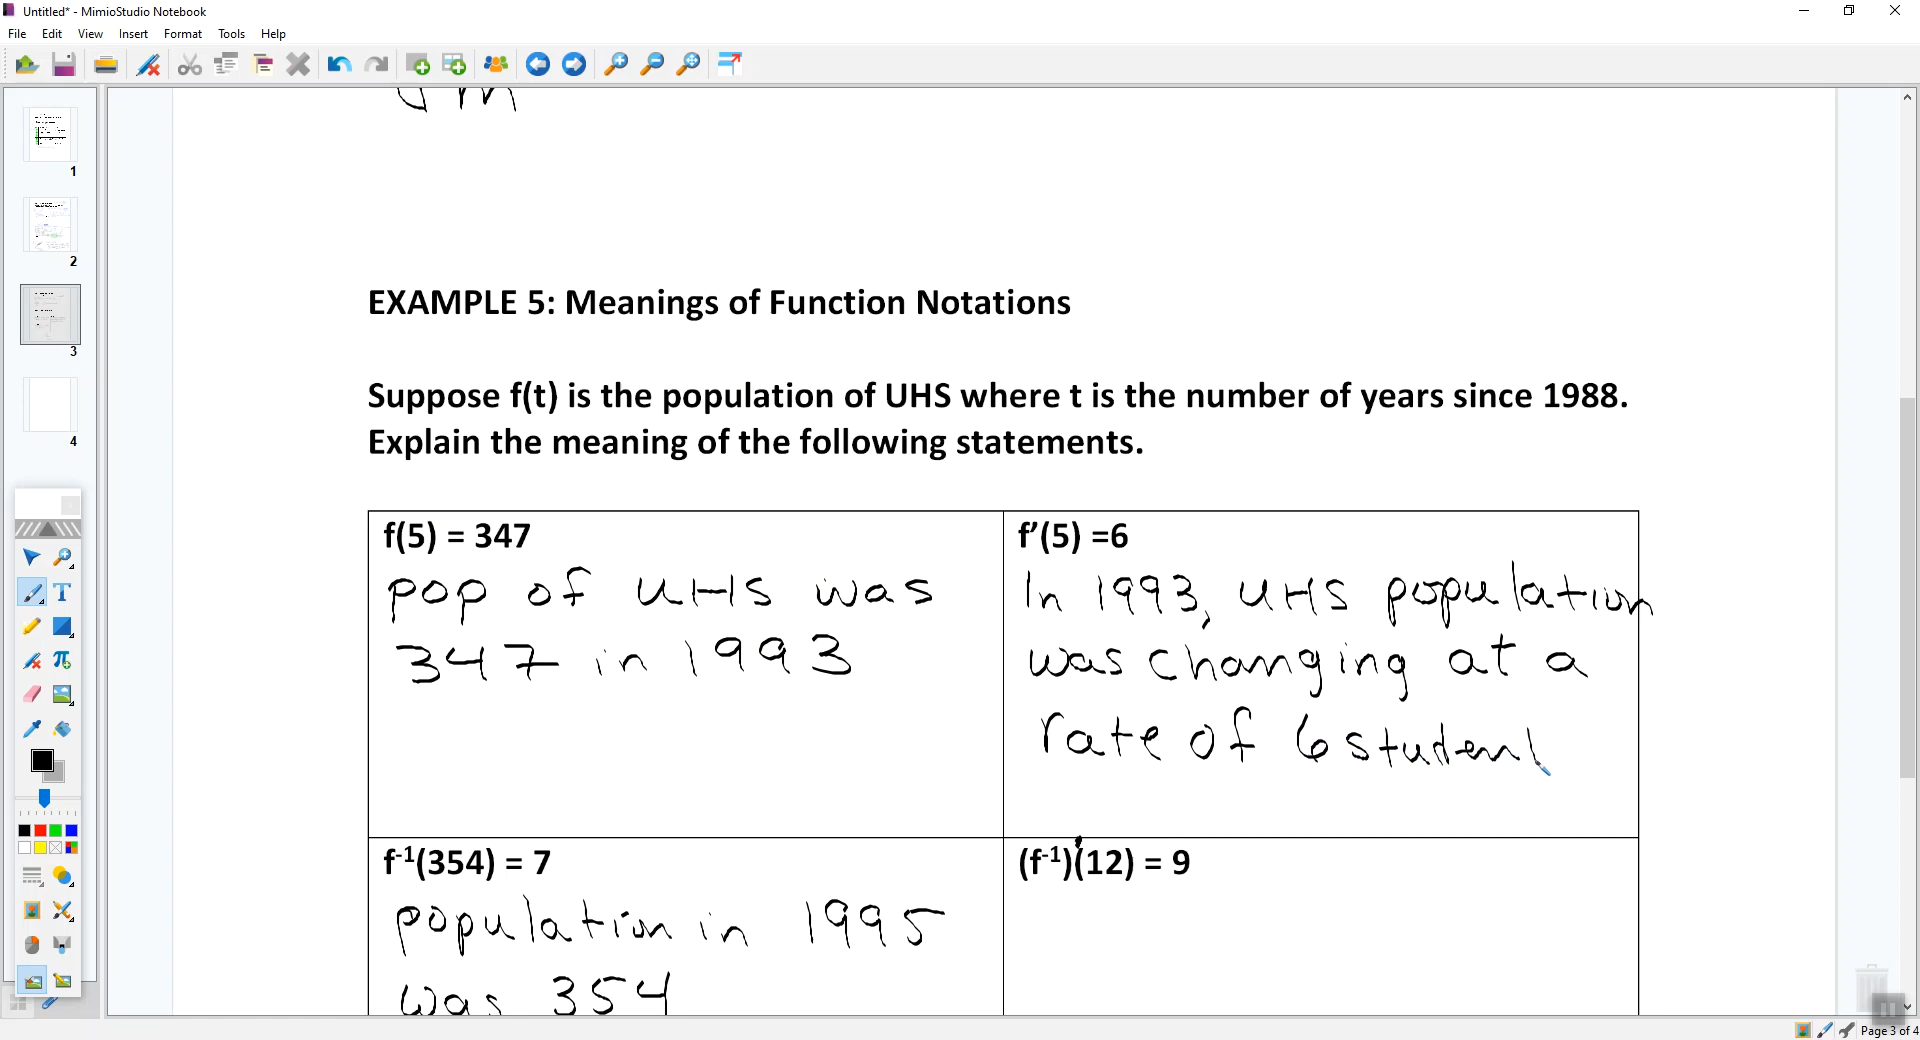 Untitled* - MimioStudio Notebook
File Edit View Insert Format Tools Help
1
2
3
4
EXAMPLE 5: Meanings of Function Notations
Suppose f(t) is the population of UHS where t is the number of years since 1988.
Explain the meaning of the following statements.
f(5) = 347
pop of UHS was
347 in 1993
f’(5) =6
In 1993, UHS population
was changing at a
rate of 6 student
f⁻¹(354) = 7
population in 1995
was 354
(f⁻¹)'(12) = 9
Page 3 of 4